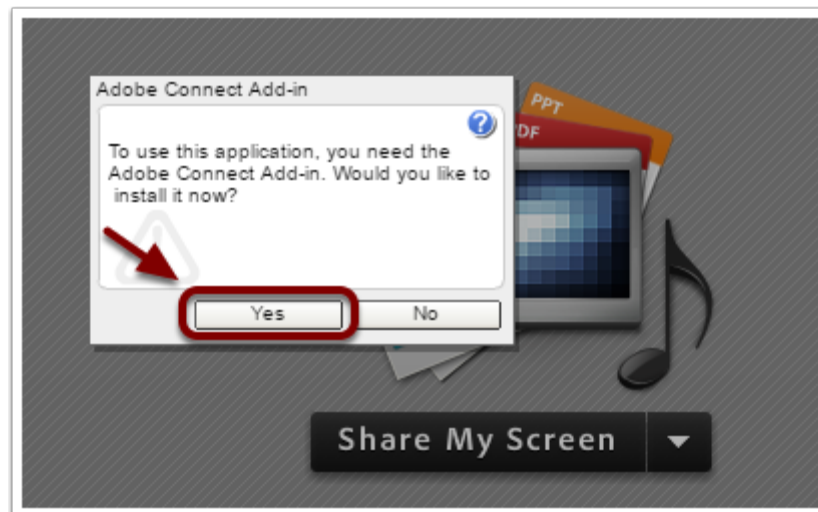 Adobe Connect Add-in
?
To use this application, you need the
Adobe Connect Add-in. Would you like to
install it now?
Yes
No
PPT
DF
Share My Screen